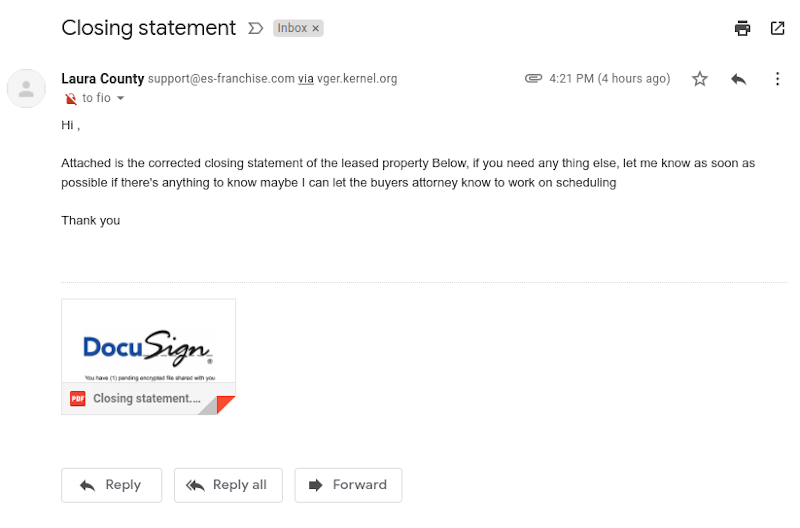 Closing statement Inbox ×
Laura County support@es-franchise.com via vger.kernel.org 4:21 PM (4 hours ago)
to fio
Hi ,
Attached is the corrected closing statement of the leased property Below, if you need any thing else, let me know as soon as
possible if there's anything to know maybe I can let the buyers attorney know to work on scheduling
Thank you
DocuSign®
You have (1) pending encrypted file shared with you
PDF Closing statement....
Reply Reply all Forward